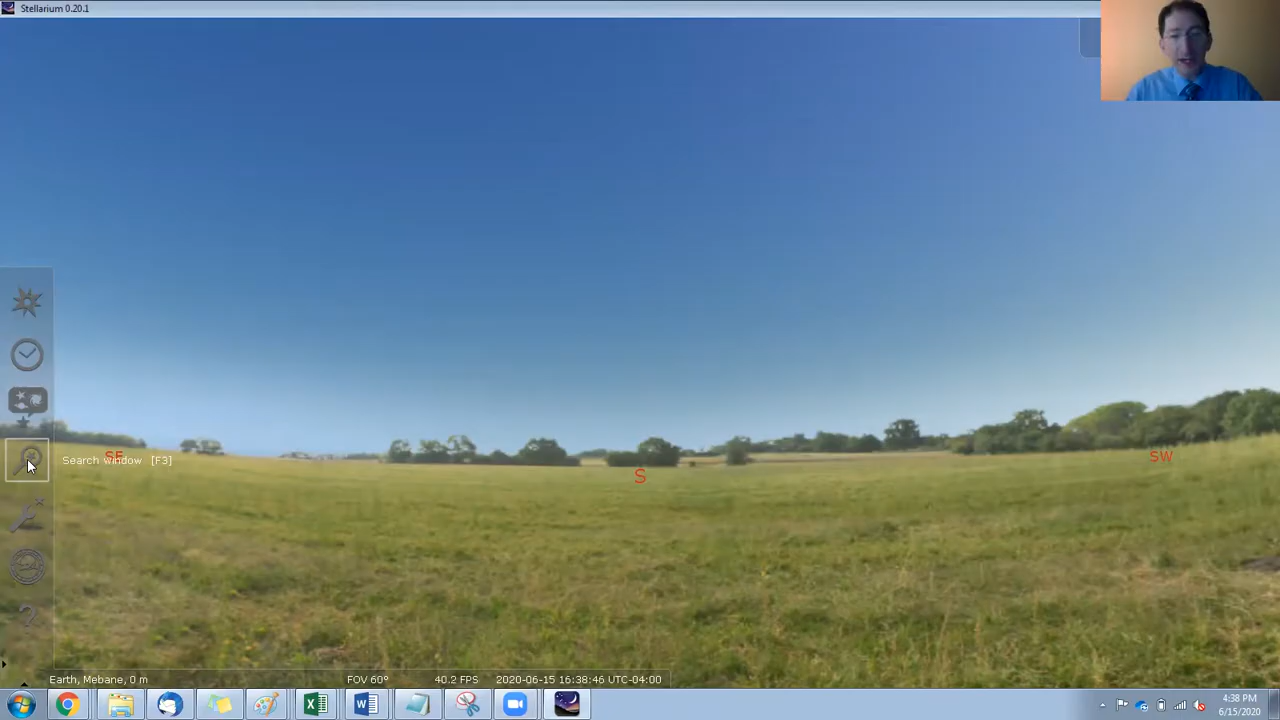 Stellarium 0.20.1
SE
Search window [F3]
S
SW
Earth, Mebane, 0 m
FOV 60°
40.2 FPS
2020-06-15 16:38:46 UTC-04:00
4:38 PM
6/15/2020